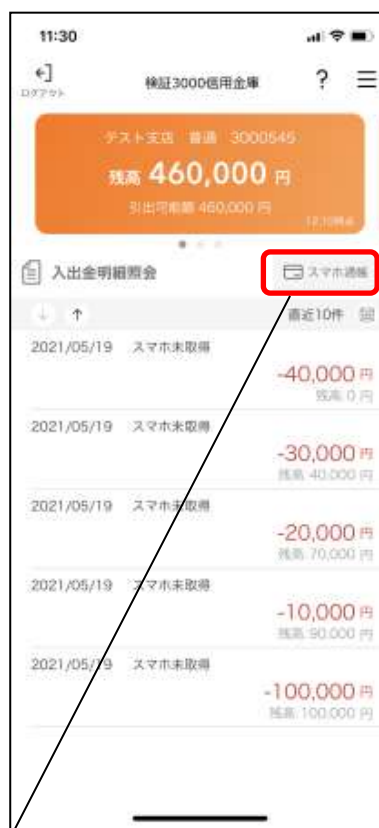 11:30
ログアウト
検証3000信用金庫
?
テスト支店 普通 3000545
残高 460,000 円
引出可能額 460,000 円
12:10時点
入出金明細照会
スマホ通帳
↓ ↑ 直近10件
2021/05/19 スマホ未取得
-40,000 円
残高 0 円
2021/05/19 スマホ未取得
-30,000 円
残高 40,000 円
2021/05/19 スマホ未取得
-20,000 円
残高 70,000 円
2021/05/19 スマホ未取得
-10,000 円
残高 90,000 円
2021/05/19 スマホ未取得
-100,000 円
残高 100,000 円